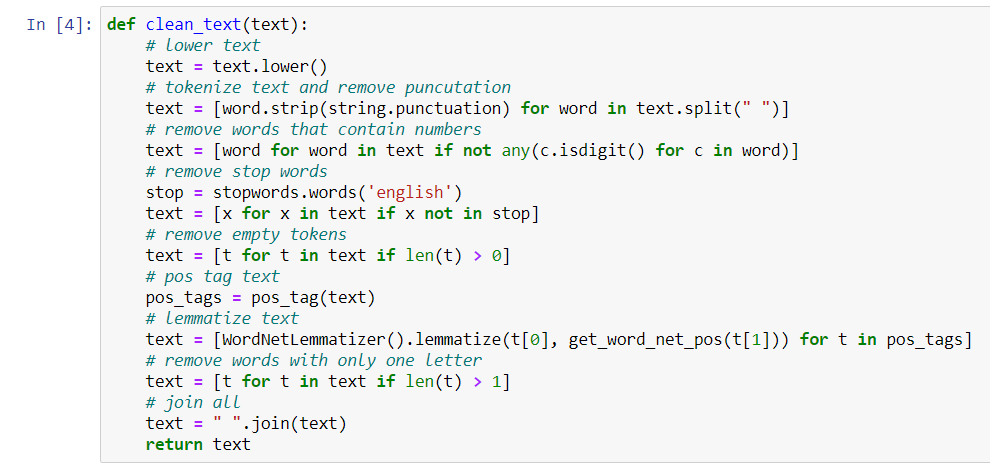 In [4]: def clean_text(text):
    # lower text
    text = text.lower()
    # tokenize text and remove puncutation
    text = [word.strip(string.punctuation) for word in text.split(" ")]
    # remove words that contain numbers
    text = [word for word in text if not any(c.isdigit() for c in word)]
    # remove stop words
    stop = stopwords.words('english')
    text = [x for x in text if x not in stop]
    # remove empty tokens
    text = [t for t in text if len(t) > 0]
    # pos tag text
    pos_tags = pos_tag(text)
    # lemmatize text
    text = [WordNetLemmatizer().lemmatize(t[0], get_word_net_pos(t[1])) for t in pos_tags]
    # remove words with only one letter
    text = [t for t in text if len(t) > 1]
    # join all
    text = " ".join(text)
    return text